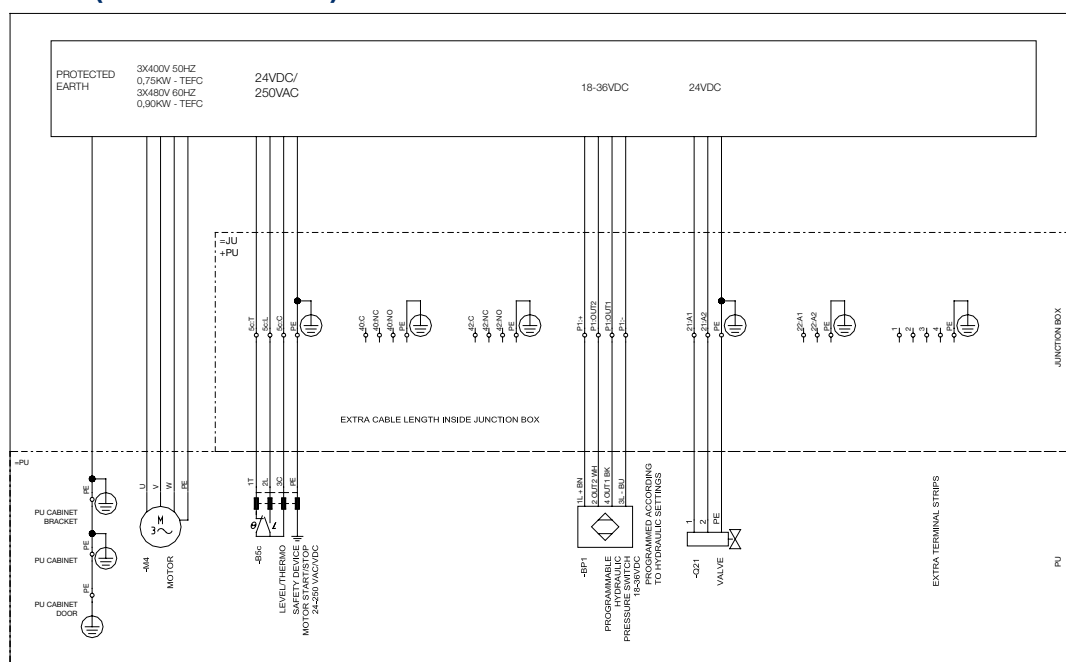 PROTECTED
EARTH
3X400V 50HZ
0,75KW - TEFC
3X480V 60HZ
0,90KW - TEFC
24VDC/
250VAC
18-36VDC
24VDC
=JU
+PU
5c:T
5c:L
5c:C
PE
40:C
40:NC
40:NO
PE
42:C
42:NC
42:NO
PE
P1:+
P1:OUT2
P1:OUT1
P1:-
21:A1
21:A2
PE
22:A1
22:A2
PE
1
2
3
4
PE
JUNCTION BOX
EXTRA CABLE LENGTH INSIDE JUNCTION BOX
=PU
PE
PU CABINET
BRACKET
PE
PU CABINET
PE
PU CABINET
DOOR
U
V
W
PE
M
3
-M4
MOTOR
1T
2L
3C
PE
-B5c
LEVEL/THERMO
SAFETY DEVICE
MOTOR START/STOP
24-250 VAC/VDC
1L + BN
2 OUT2 WH
4 OUT1 BK
3L - BU
-BP1
PROGRAMMABLE
HYDRAULIC
PRESSURE SWITCH
18-36VDC
PROGRAMMED ACCORDING
TO HYDRAULIC SETTINGS
1
2
PE
-Q21
VALVE
EXTRA TERMINAL STRIPS
PU